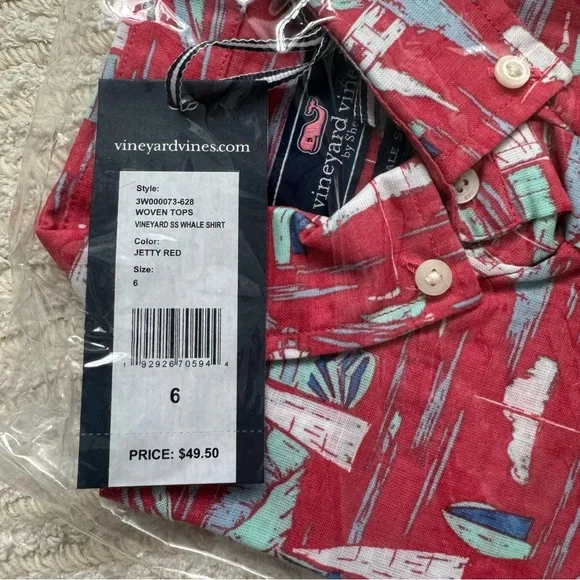 vineyardvines.com
Style:
3W000073-628
WOVEN TOPS
VINEYARD SS WHALE SHIRT
Color:
JETTY RED
Size:
6
1 92926 70594 4
6
PRICE: $49.50
vineyard vines
by She